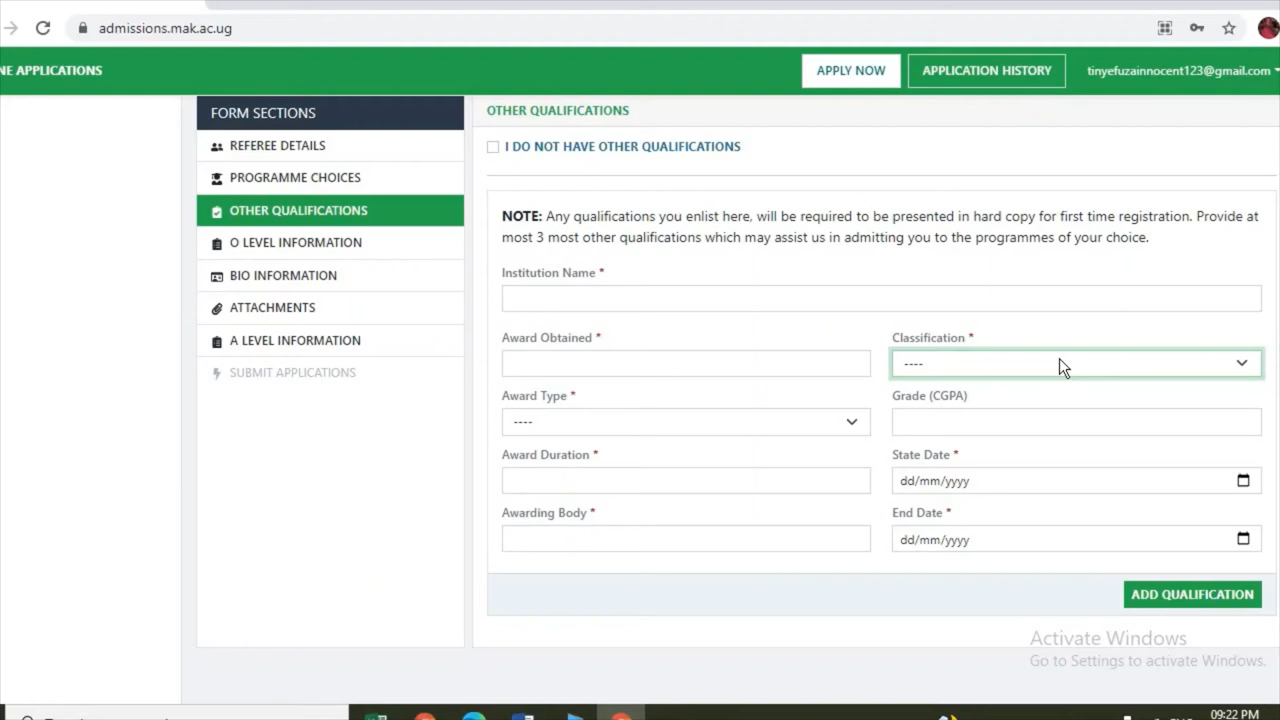 admissions.mak.ac.ug
NE APPLICATIONS
APPLY NOW
APPLICATION HISTORY
tinyefuzainnocent123@gmail.com
FORM SECTIONS
REFEREE DETAILS
PROGRAMME CHOICES
OTHER QUALIFICATIONS
O LEVEL INFORMATION
BIO INFORMATION
ATTACHMENTS
A LEVEL INFORMATION
SUBMIT APPLICATIONS
OTHER QUALIFICATIONS
I DO NOT HAVE OTHER QUALIFICATIONS
NOTE: Any qualifications you enlist here, will be required to be presented in hard copy for first time registration. Provide at
most 3 most other qualifications which may assist us in admitting you to the programmes of your choice.
Institution Name *
Award Obtained *
Classification *
----
Award Type *
Grade (CGPA)
----
Award Duration *
State Date *
dd/mm/yyyy
Awarding Body *
End Date *
dd/mm/yyyy
ADD QUALIFICATION
Activate Windows
Go to Settings to activate Windows.
09:22 PM